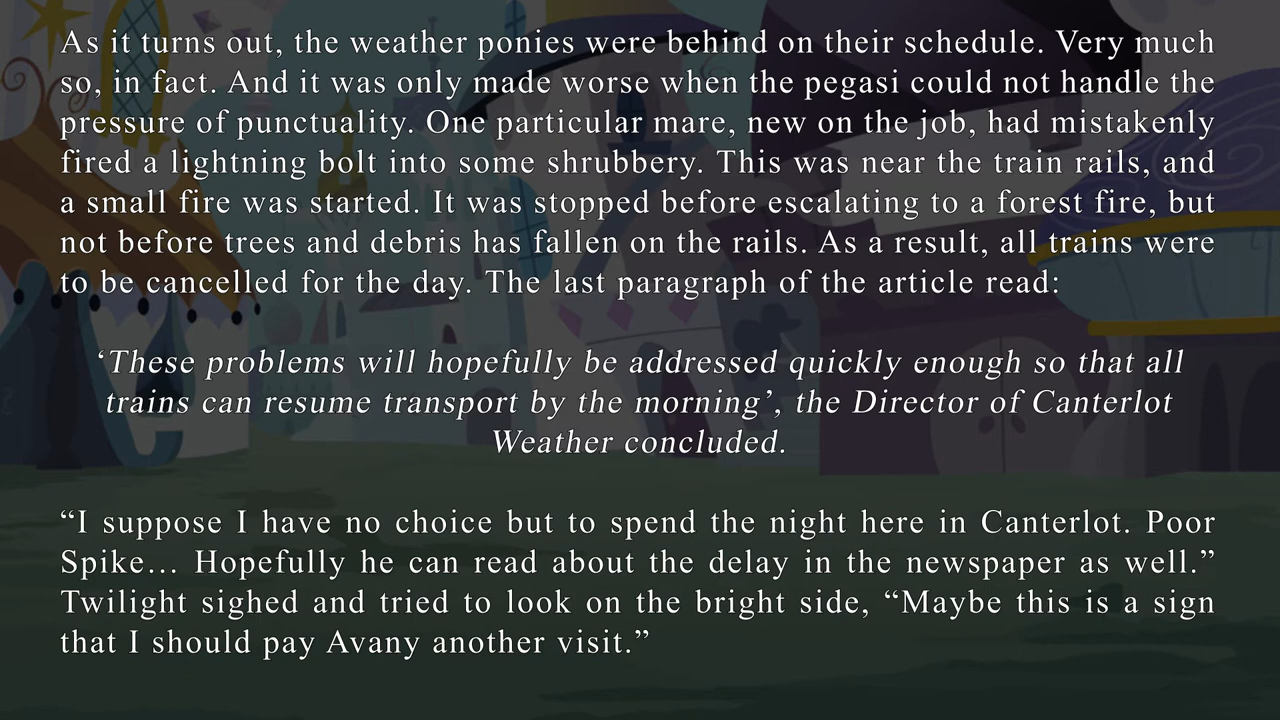 As it turns out, the weather ponies were behind on their schedule. Very much
so, in fact. And it was only made worse when the pegasi could not handle the
pressure of punctuality. One particular mare, new on the job, had mistakenly
fired a lightning bolt into some shrubbery. This was near the train rails, and
a small fire was started. It was stopped before escalating to a forest fire, but
not before trees and debris has fallen on the rails. As a result, all trains were
to be cancelled for the day. The last paragraph of the article read:
‘These problems will hopefully be addressed quickly enough so that all
trains can resume transport by the morning’, the Director of Canterlot
Weather concluded.
“I suppose I have no choice but to spend the night here in Canterlot. Poor
Spike… Hopefully he can read about the delay in the newspaper as well.”
Twilight sighed and tried to look on the bright side, “Maybe this is a sign
that I should pay Avany another visit.”